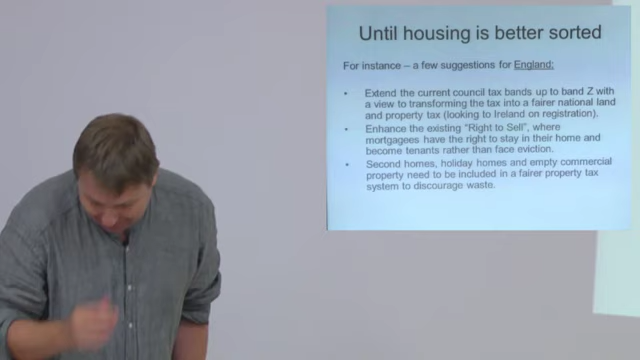 Until housing is better sorted
For instance – a few suggestions for England:
• Extend the current council tax bands up to band Z with
a view to transforming the tax into a fairer national land
and property tax (looking to Ireland on registration).
• Enhance the existing "Right to Sell", where
mortgagees have the right to stay in their home and
become tenants rather than face eviction.
• Second homes, holiday homes and empty commercial
property need to be included in a fairer property tax
system to discourage waste.